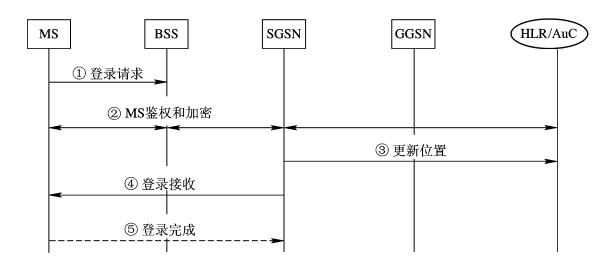 MS
BSS
SGSN
GGSN
HLR/AuC
① 登录请求
② MS鉴权和加密
③ 更新位置
④ 登录接收
⑤ 登录完成